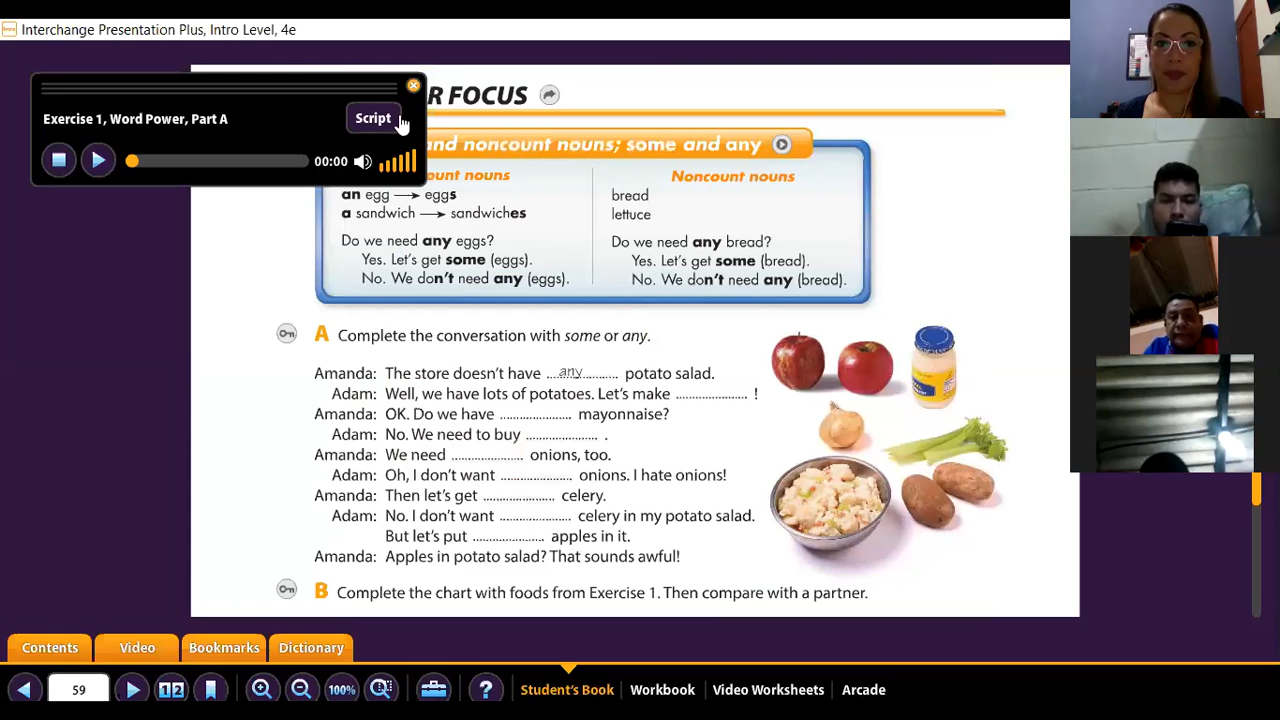 Interchange Presentation Plus, Intro Level, 4e
Exercise 1, Word Power, Part A
Script
00:00
R FOCUS
and noncount nouns; some and any
ount nouns
an egg → eggs
a sandwich → sandwiches
Do we need any eggs?
Yes. Let's get some (eggs).
No. We don't need any (eggs).
Noncount nouns
bread
lettuce
Do we need any bread?
Yes. Let's get some (bread).
No. We don't need any (bread).
A Complete the conversation with some or any.
Amanda: The store doesn't have ....any.... potato salad.
Adam: Well, we have lots of potatoes. Let's make .................... !
Amanda: OK. Do we have .................... mayonnaise?
Adam: No. We need to buy .................... .
Amanda: We need .................... onions, too.
Adam: Oh, I don't want .................... onions. I hate onions!
Amanda: Then let's get .................... celery.
Adam: No. I don't want .................... celery in my potato salad.
But let's put .................... apples in it.
Amanda: Apples in potato salad? That sounds awful!
B Complete the chart with foods from Exercise 1. Then compare with a partner.
Contents Video Bookmarks Dictionary
59 12 100% ? Student's Book Workbook Video Worksheets Arcade